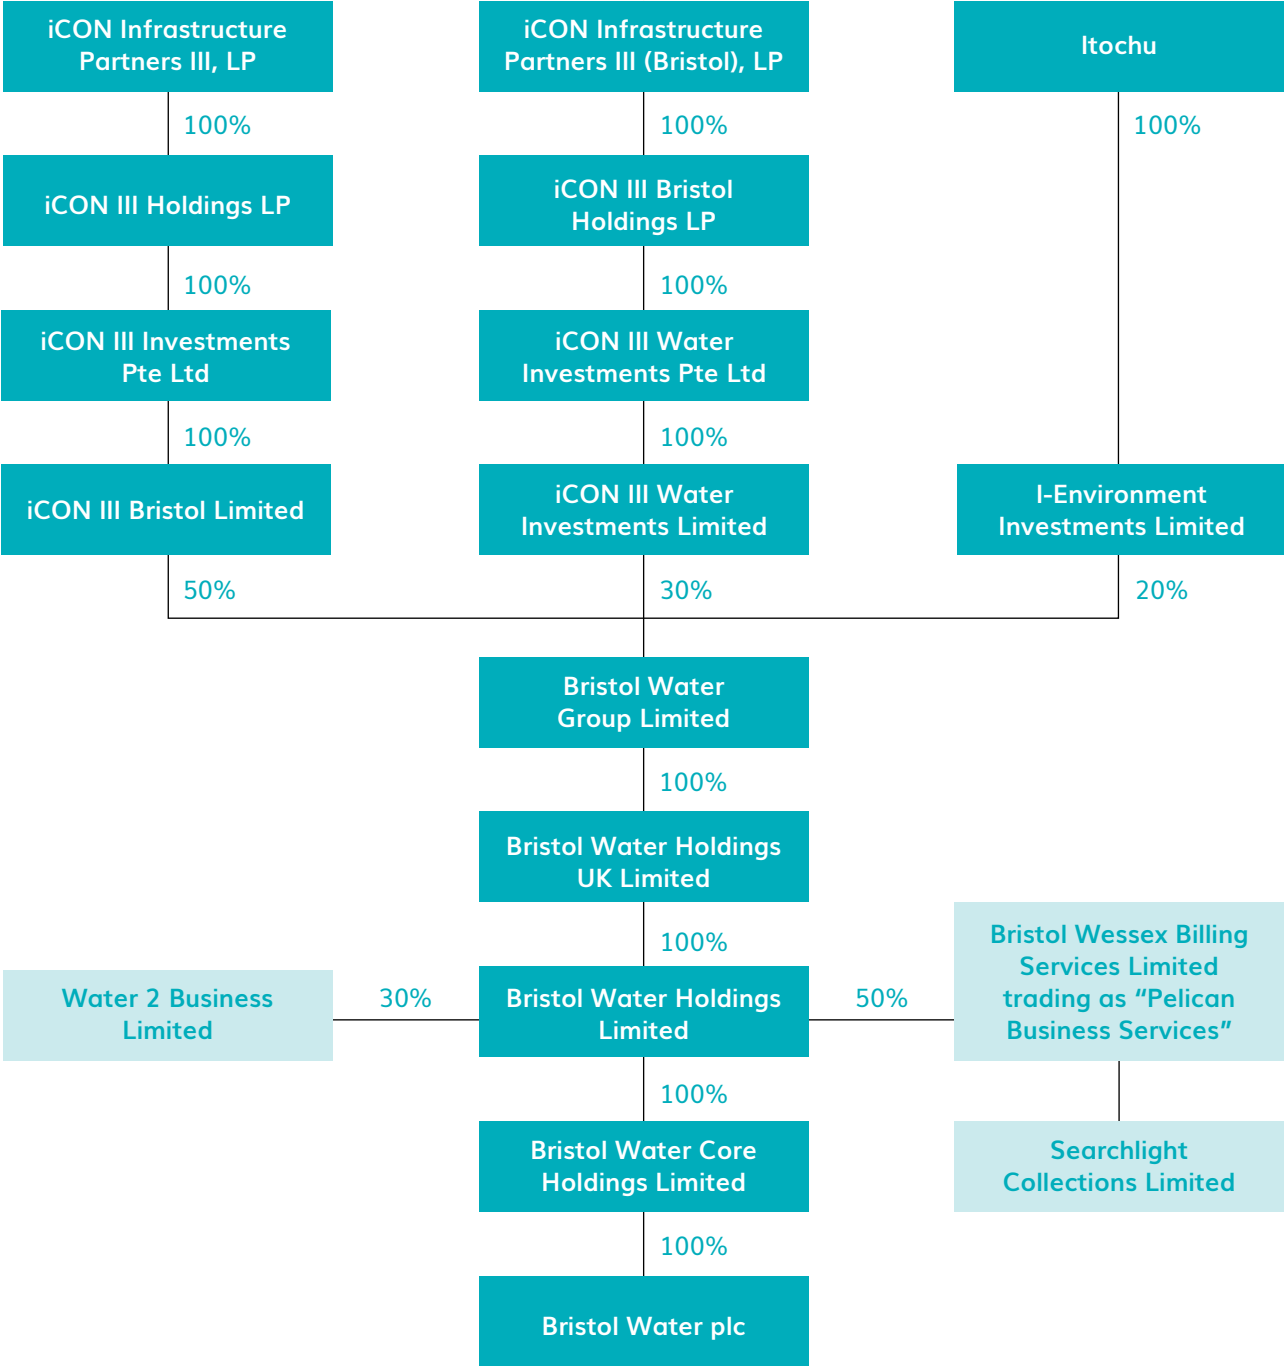 iCON Infrastructure
Partners III, LP
iCON Infrastructure
Partners III (Bristol), LP
Itochu
100%
100%
100%
iCON III Holdings LP
iCON III Bristol
Holdings LP
100%
100%
iCON III Investments
Pte Ltd
iCON III Water
Investments Pte Ltd
100%
100%
iCON III Bristol Limited
iCON III Water
Investments Limited
I-Environment
Investments Limited
50%
30%
20%
Bristol Water
Group Limited
100%
Bristol Water Holdings
UK Limited
100%
Water 2 Business
Limited
30%
Bristol Water Holdings
Limited
50%
Bristol Wessex Billing
Services Limited
trading as “Pelican
Business Services”
100%
Bristol Water Core
Holdings Limited
Searchlight
Collections Limited
100%
Bristol Water plc